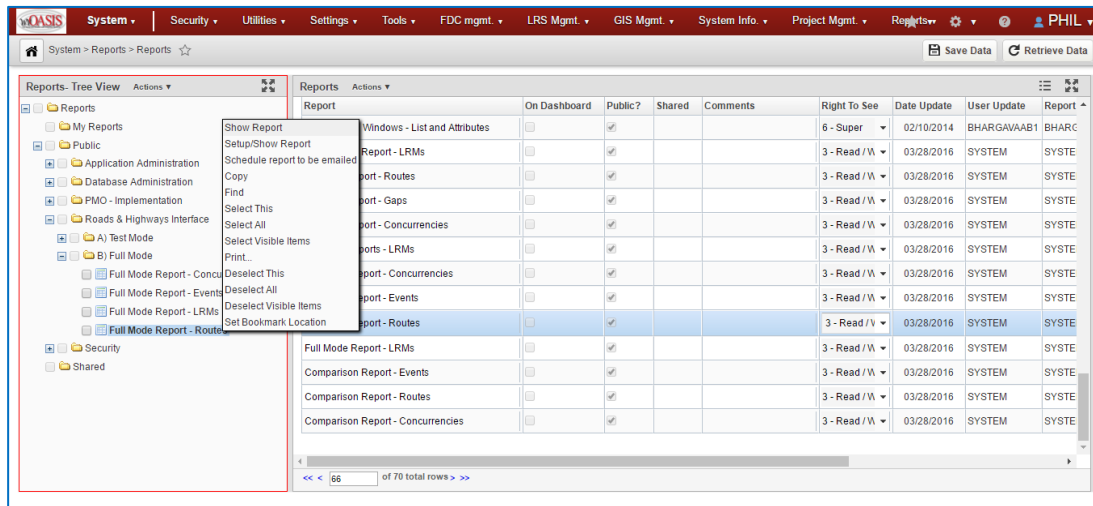 wvOASIS System Security Utilities Settings Tools FDC mgmt. LRS Mgmt. GIS Mgmt. System Info. Project Mgmt. Reports PHIL
System > Reports > Reports Save Data Retrieve Data
Reports- Tree View Actions
Reports
My Reports
Public
Application Administration
Database Administration
PMO - Implementation
Roads & Highways Interface
A) Test Mode
B) Full Mode
Full Mode Report - Concu
Full Mode Report - Events
Full Mode Report - LRMs
Full Mode Report - Routes
Security
Shared
Show Report
Setup/Show Report
Schedule report to be emailed
Copy
Find
Select This
Select All
Select Visible Items
Print...
Deselect This
Deselect All
Deselect Visible Items
Set Bookmark Location
Reports Actions
Report On Dashboard Public? Shared Comments Right To See Date Update User Update Report
Windows - List and Attributes 6 - Super 02/10/2014 BHARGAVAAB1 BHARG
Report - LRMs 3 - Read / W 03/28/2016 SYSTEM SYSTE
port - Routes 3 - Read / W 03/28/2016 SYSTEM SYSTE
port - Gaps 3 - Read / W 03/28/2016 SYSTEM SYSTE
port - Concurrencies 3 - Read / W 03/28/2016 SYSTEM SYSTE
ports - LRMs 3 - Read / W 03/28/2016 SYSTEM SYSTE
eport - Concurrencies 3 - Read / W 03/28/2016 SYSTEM SYSTE
eport - Events 3 - Read / W 03/28/2016 SYSTEM SYSTE
eport - Routes 3 - Read / W 03/28/2016 SYSTEM SYSTE
Full Mode Report - LRMs 3 - Read / W 03/28/2016 SYSTEM SYSTE
Comparison Report - Events 3 - Read / W 03/28/2016 SYSTEM SYSTE
Comparison Report - Routes 3 - Read / W 03/28/2016 SYSTEM SYSTE
Comparison Report - Concurrencies 3 - Read / W 03/28/2016 SYSTEM SYSTE
<< < 66 of 70 total rows > >>